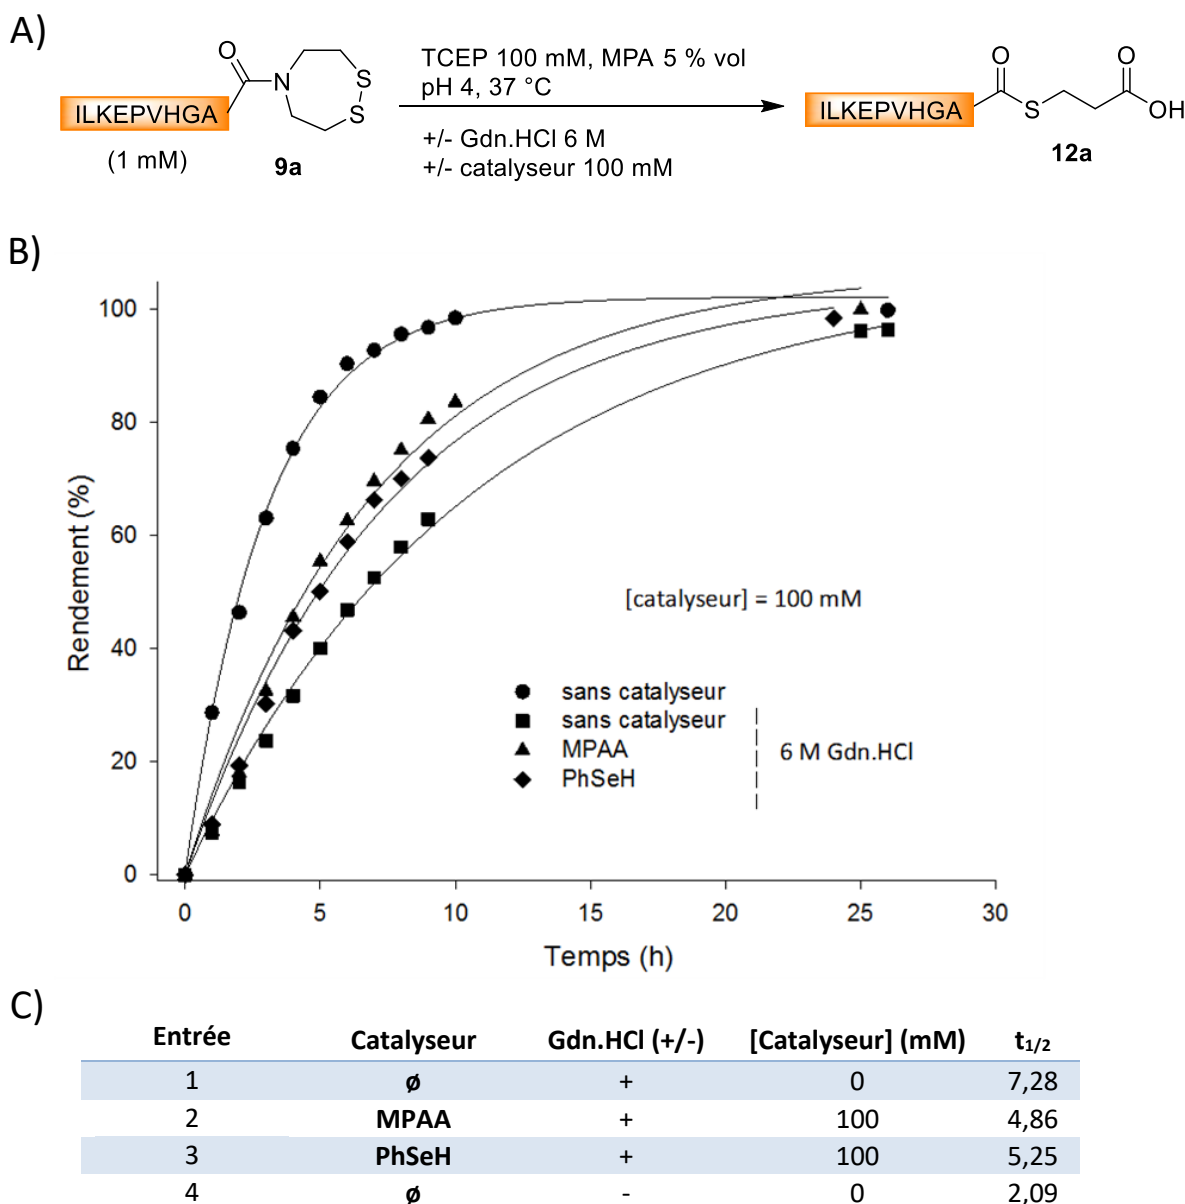 A)
TCEP 100 mM, MPA 5 % vol
pH 4, 37 °C
+/- Gdn.HCl 6 M
+/- catalyseur 100 mM
O
N
S
S
ILKEPVHGA
(1 mM)
9a
O
O
S
OH
ILKEPVHGA
12a
B)
Rendement (%)
100
80
60
40
20
0
[catalyseur] = 100 mM
sans catalyseur
sans catalyseur
MPAA
PhSeH
6 M Gdn.HCl
0 5 10 15 20 25 30
Temps (h)
C)
Entrée Catalyseur Gdn.HCl (+/-) [Catalyseur] (mM) t1/2
1 ø + 0 7,28
2 MPAA + 100 4,86
3 PhSeH + 100 5,25
4 ø - 0 2,09